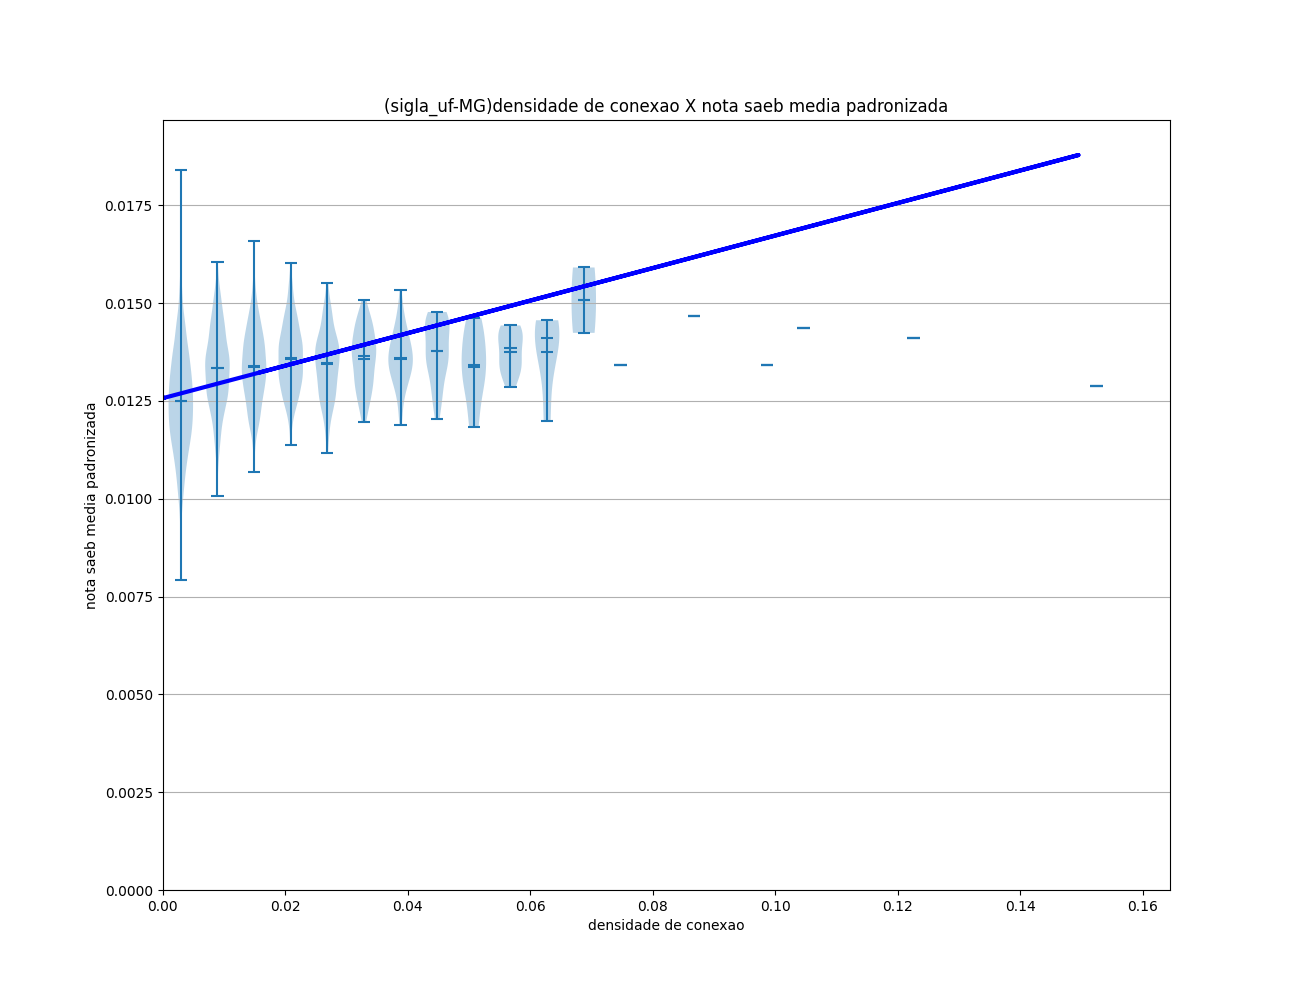 (sigla_uf-MG)densidade de conexao X nota saeb media padronizada
nota saeb media padronizada
0.0175
0.0150
0.0125
0.0100
0.0075
0.0050
0.0025
0.0000
0.00 0.02 0.04 0.06 0.08 0.10 0.12 0.14 0.16
densidade de conexao